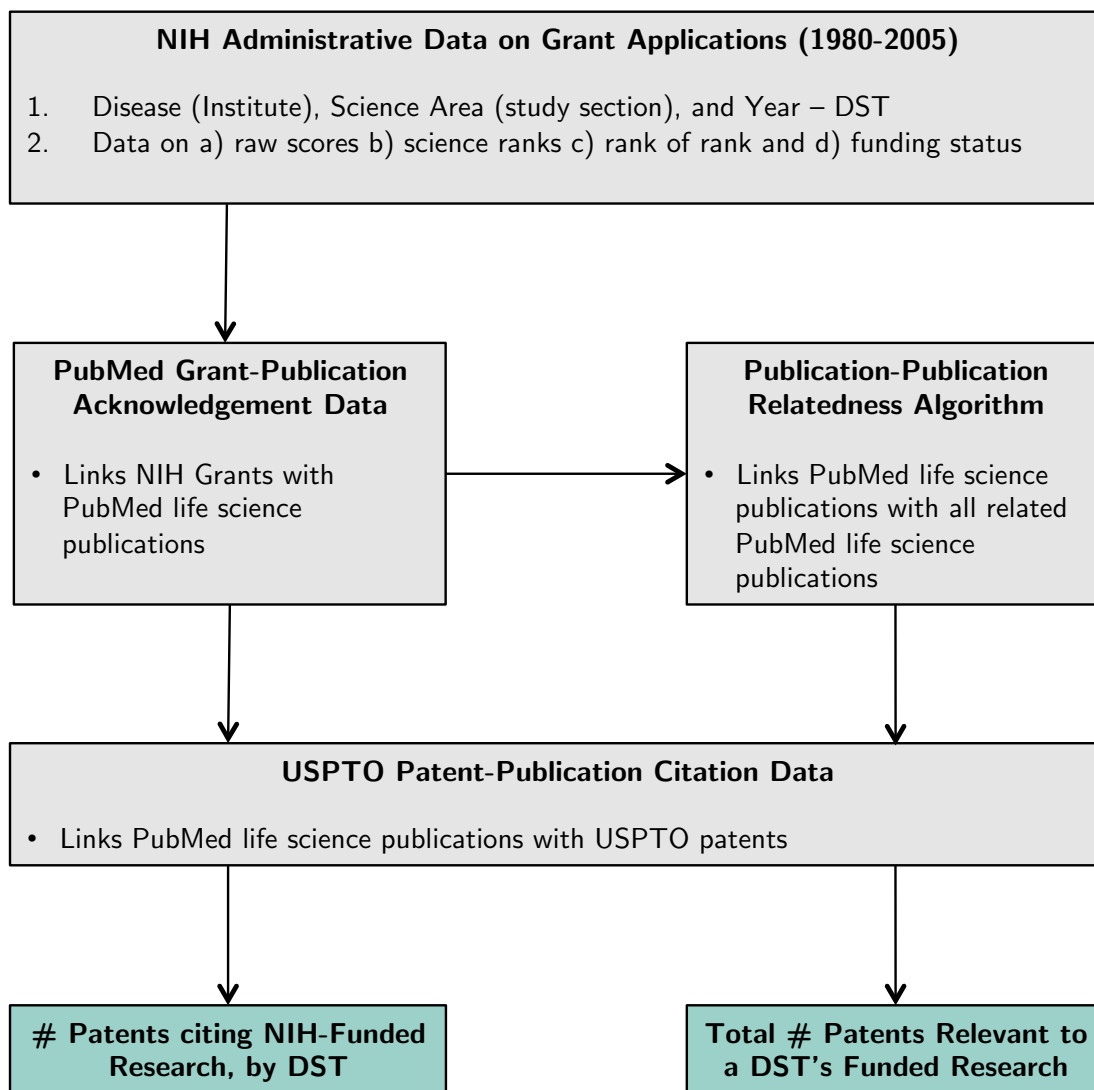 NIH Administrative Data on Grant Applications (1980-2005)
1. Disease (Institute), Science Area (study section), and Year – DST
2. Data on a) raw scores b) science ranks c) rank of rank and d) funding status
PubMed Grant-Publication
Acknowledgement Data
• Links NIH Grants with
PubMed life science
publications
Publication-Publication
Relatedness Algorithm
• Links PubMed life science
publications with all related
PubMed life science
publications
USPTO Patent-Publication Citation Data
• Links PubMed life science publications with USPTO patents
# Patents citing NIH-Funded
Research, by DST
Total # Patents Relevant to
a DST's Funded Research